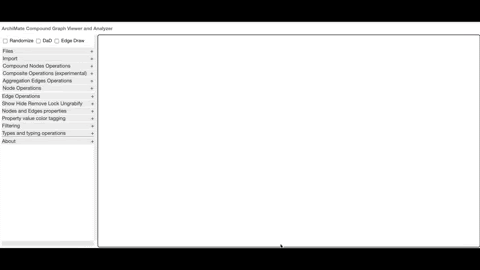 ArchiMate Compound Graph Viewer and Analyzer
Randomize DaD Edge Draw
Files +
Import +
Compound Nodes Operations +
Composite Operations (experimental) +
Aggregation Edges Operations +
Node Operations +
Edge Operations +
Show Hide Remove Lock Ungrabify +
Nodes and Edges properties +
Property value color tagging +
Filtering +
Types and typing operations +
About +